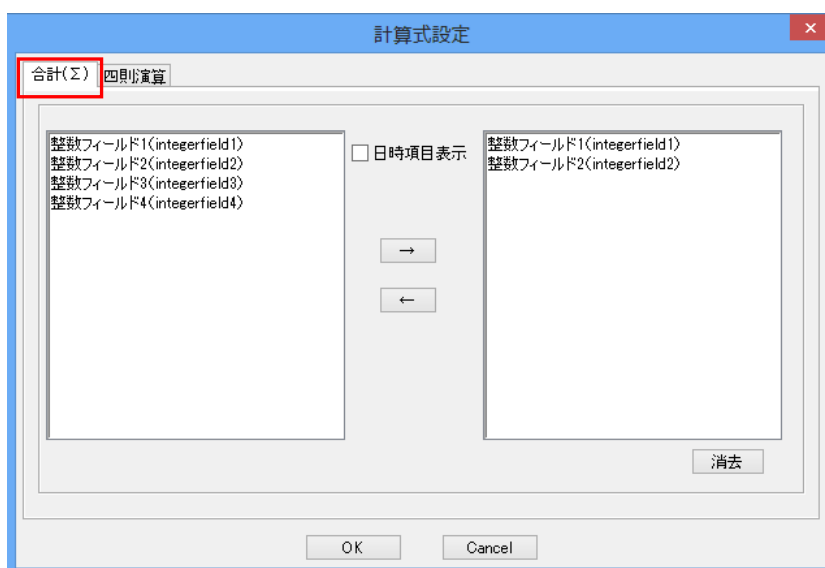 計算式設定
×
合計(Σ) 四則演算
整数フィールド1(integerfield1)
整数フィールド2(integerfield2)
整数フィールド3(integerfield3)
整数フィールド4(integerfield4)
日時項目表示
→
←
整数フィールド1(integerfield1)
整数フィールド2(integerfield2)
消去
OK Cancel